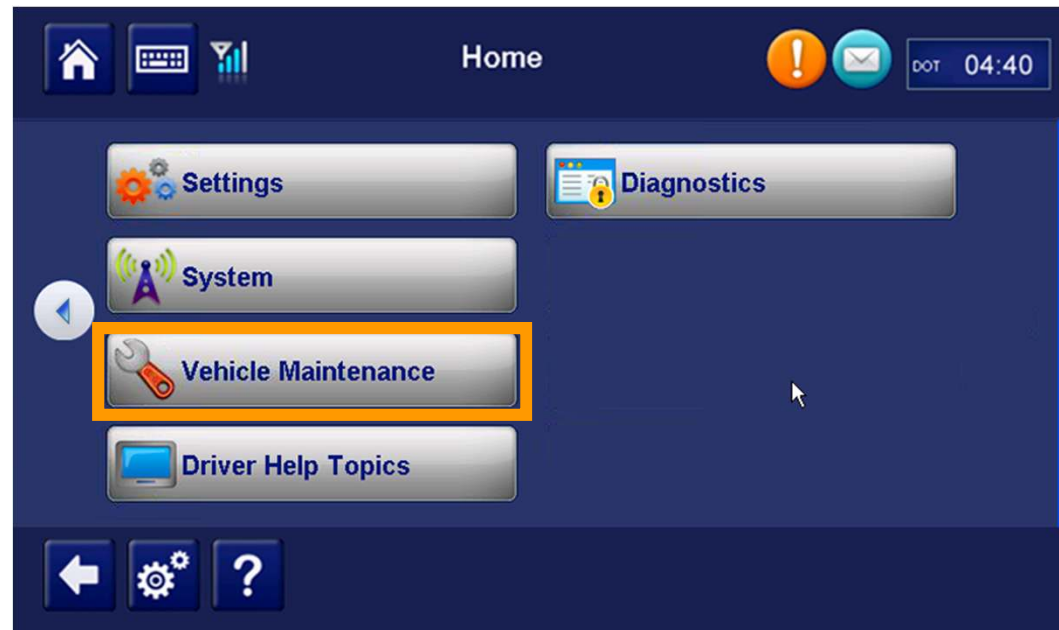 Home
DOT 04:40
Settings
Diagnostics
System
Vehicle Maintenance
Driver Help Topics
?